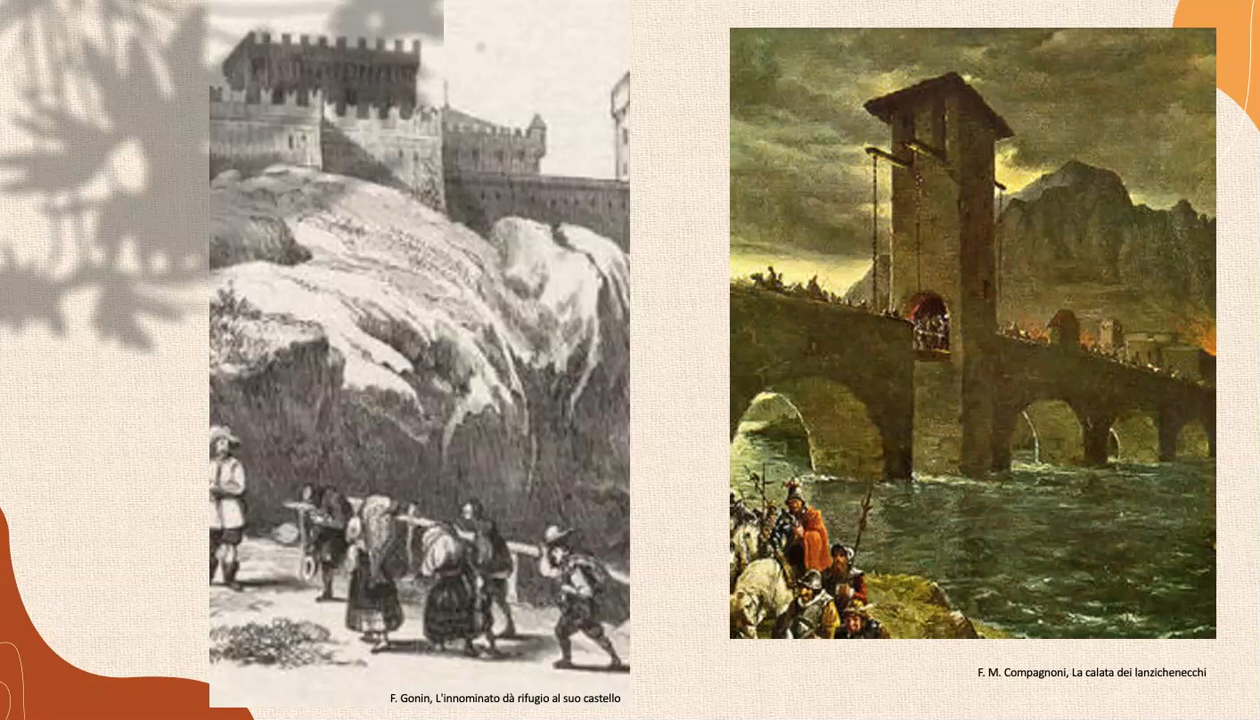 F. Gonin, L'innominato dà rifugio al suo castello
F. M. Compagnoni, La calata dei lanzichenecchi